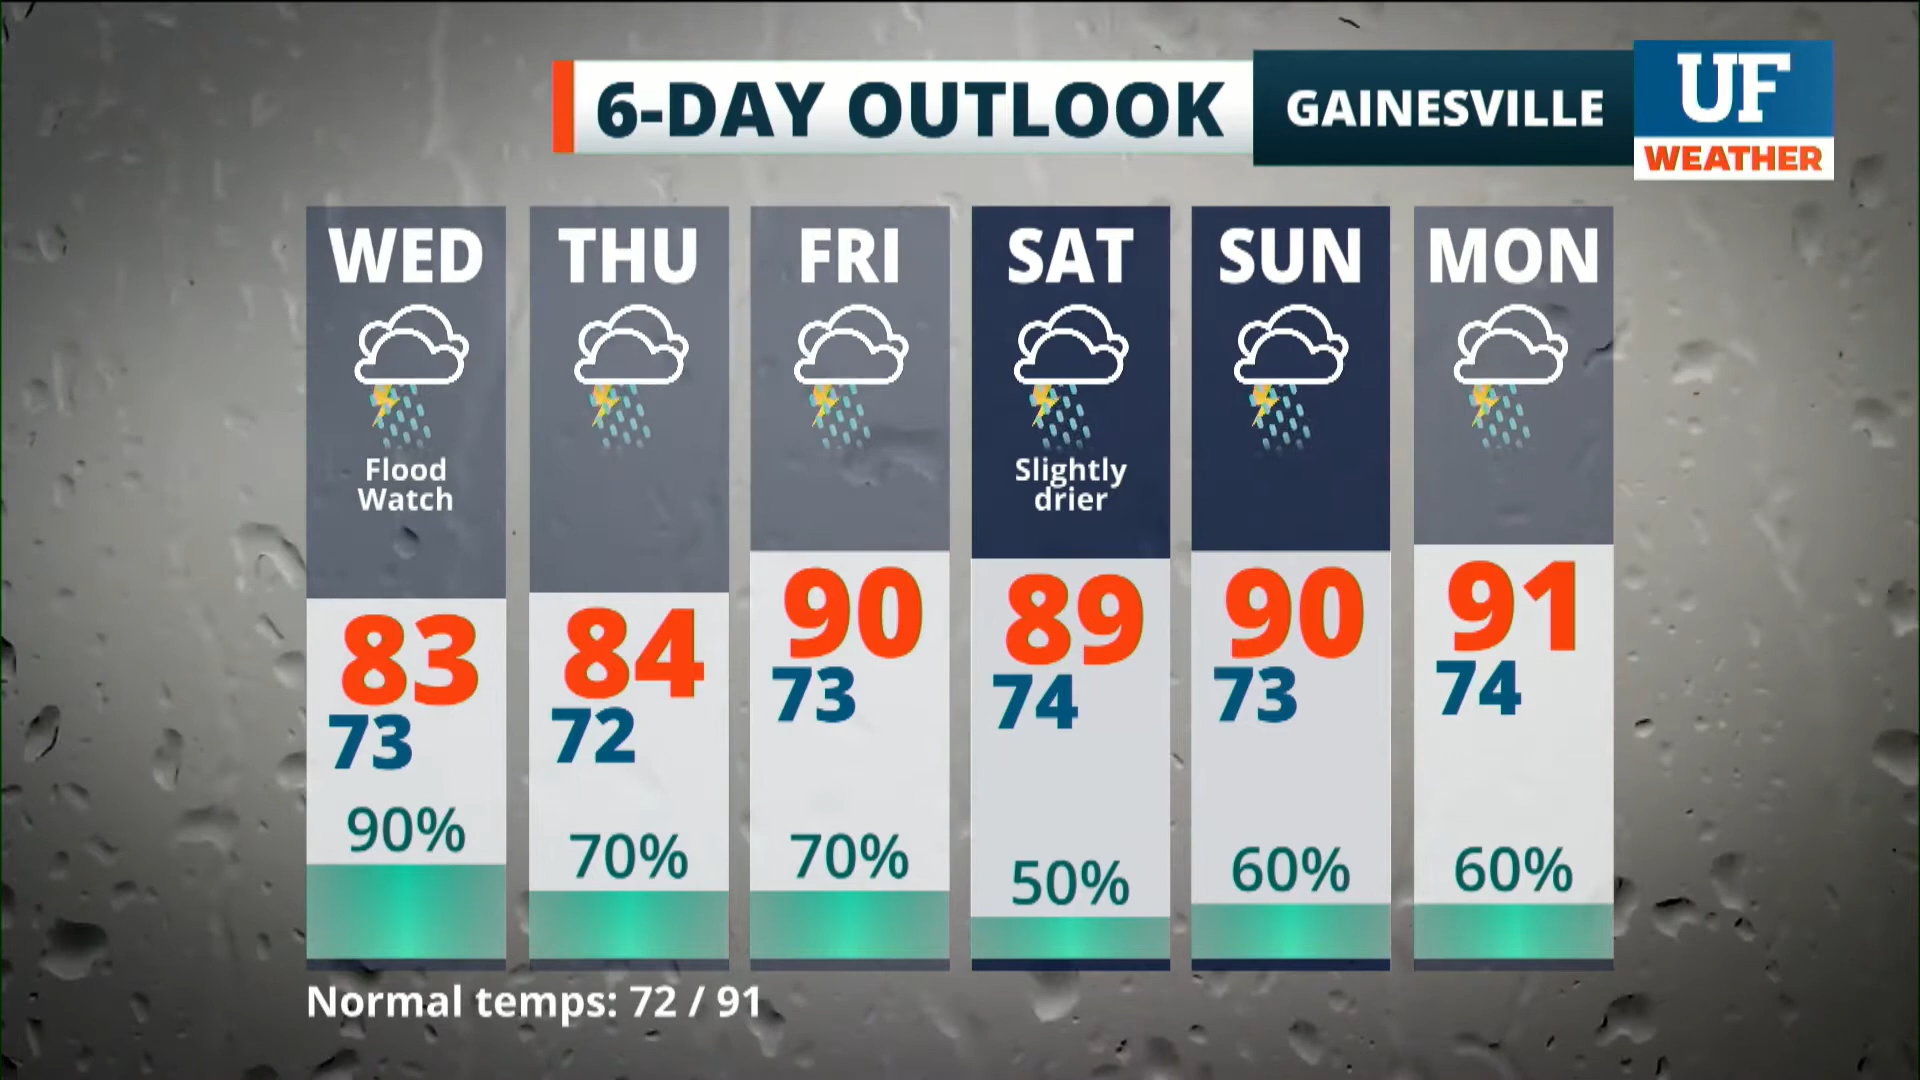 6-DAY OUTLOOK
GAINESVILLE
UF
WEATHER
WED
Flood
Watch
83
73
90%
THU
84
72
70%
FRI
90
73
70%
SAT
Slightly
drier
89
74
50%
SUN
90
73
60%
MON
91
74
60%
Normal temps: 72 / 91